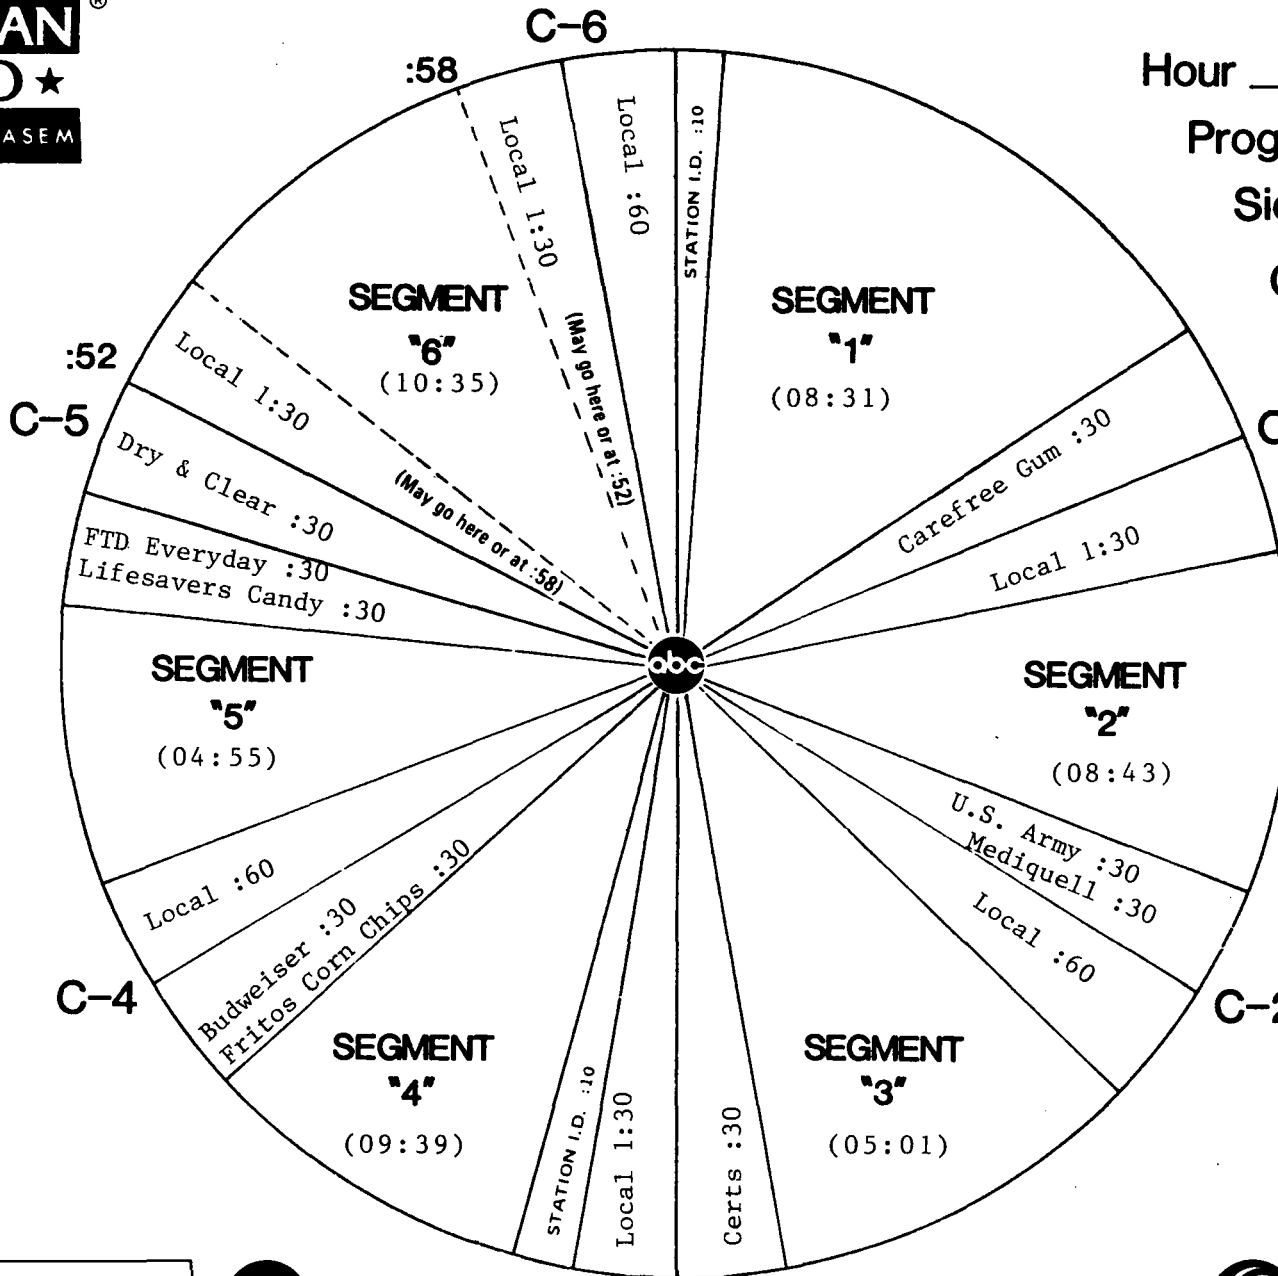 AN ®
ASEM
C-6
:58
Hour
Prog
Local 1:30
(May go here or at :52)
Local :60
STATION I.D. :10
SEGMENT
"1"
(08:31)
Carefree Gum :30
Local 1:30
SEGMENT
"2"
(08:43)
U.S. Army :30
Mediquell :30
Local :60
C-2
SEGMENT
"3"
(05:01)
Certs :30
Local 1:30
STATION I.D. :10
SEGMENT
"4"
(09:39)
Budweiser :30
Fritos Corn Chips :30
C-4
Local :60
SEGMENT
"5"
(04:55)
FTD Everyday :30
Lifesavers Candy :30
Dry & Clear :30
C-5
:52
Local 1:30
(May go here or at :58)
SEGMENT
"6"
(10:35)
abc